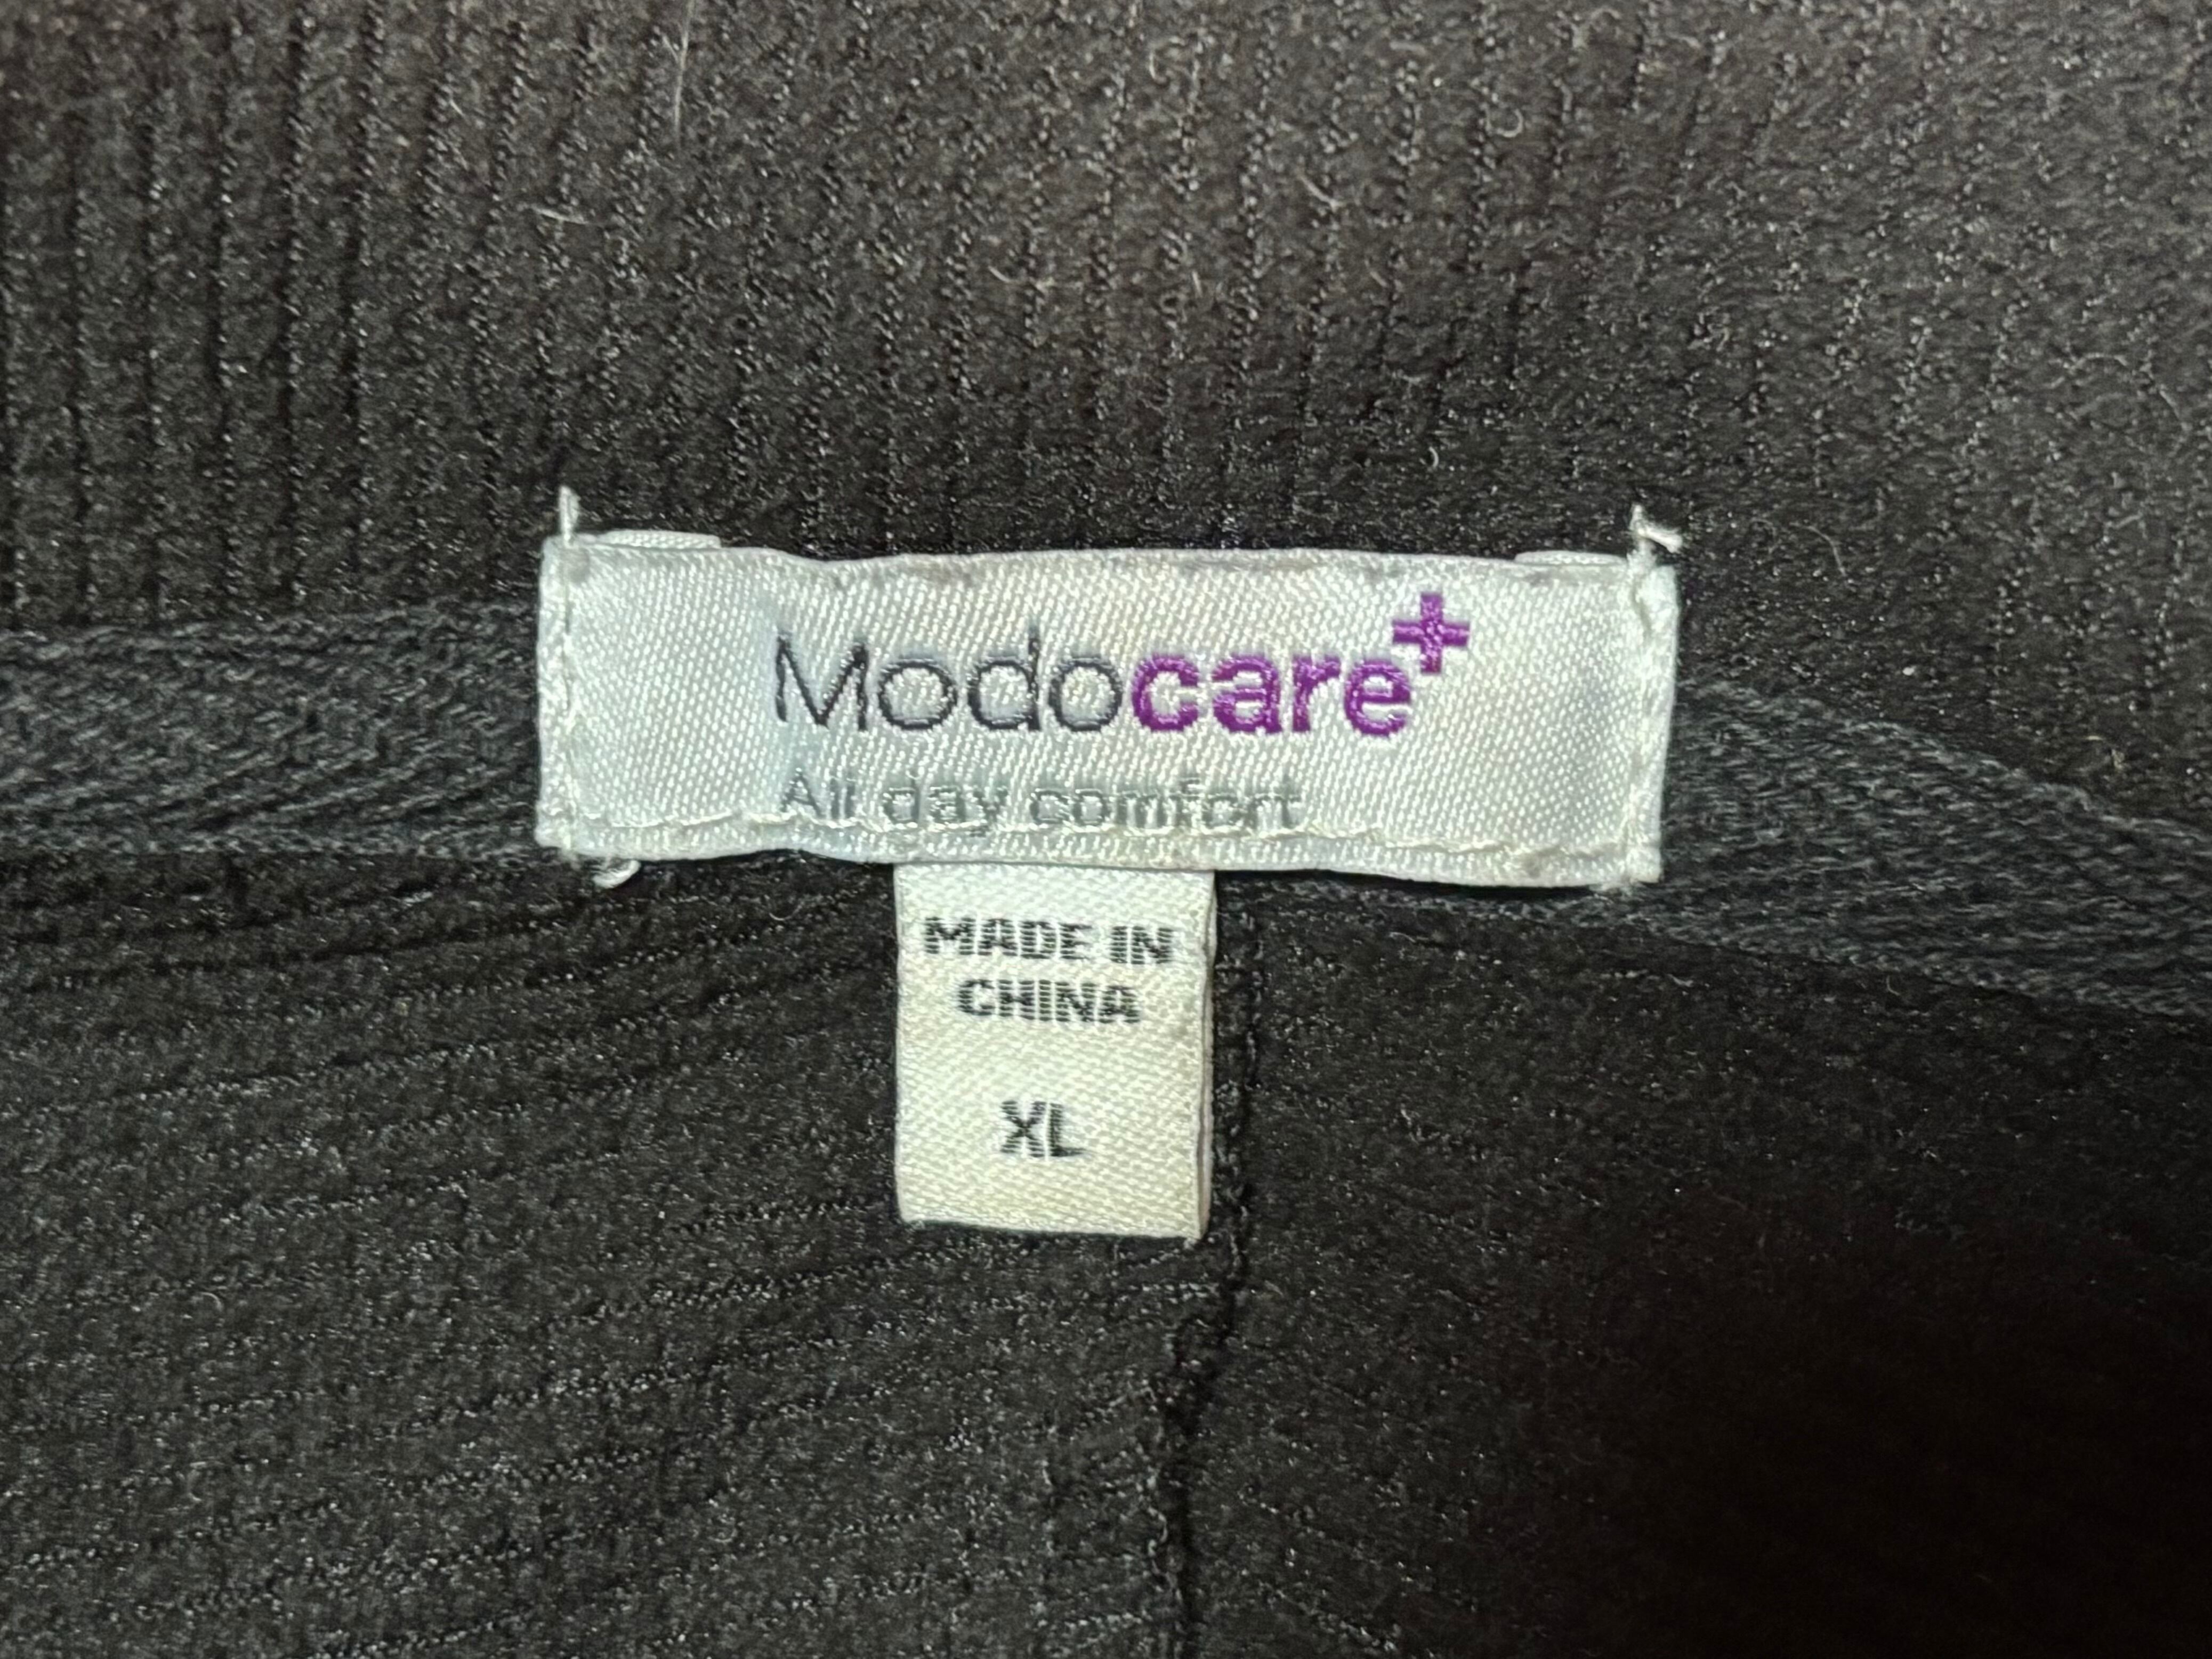 Modocare+
All day comfort
MADE IN
CHINA
XL